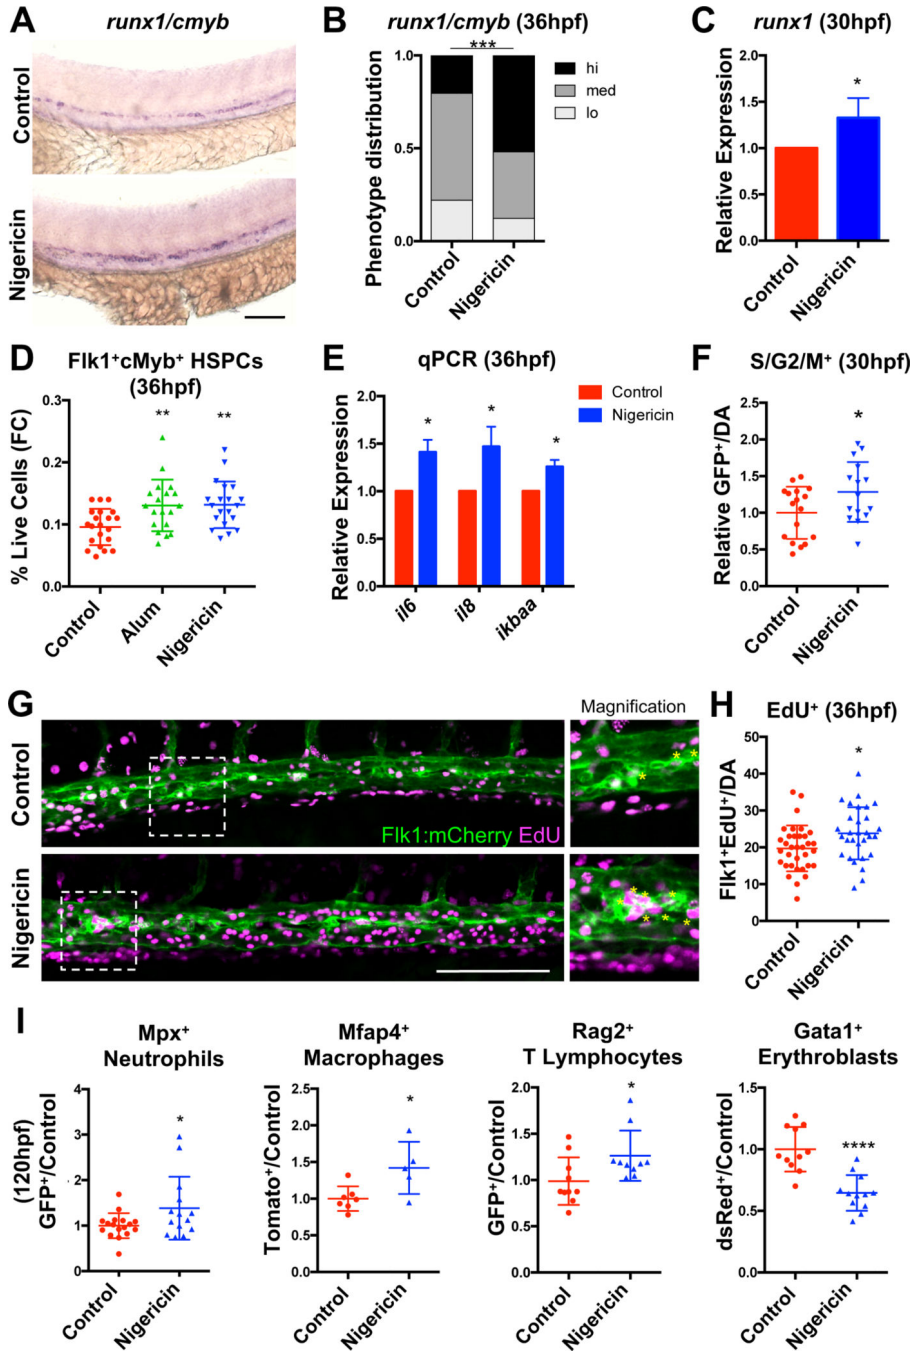 A
runx1/cmyb
Control
Nigericin
B
runx1/cmyb (36hpf)
***
Phenotype distribution
1.0
0.5
0.0
hi
med
lo
Control
Nigericin
C
runx1 (30hpf)
*
Relative Expression
2.0
1.5
1.0
0.5
0.0
Control
Nigericin
D
Flk1⁺cMyb⁺ HSPCs
(36hpf)
% Live Cells (FC)
0.3
0.2
0.1
0.0
**
**
Control
Alum
Nigericin
E
qPCR (36hpf)
Relative Expression
2.0
1.5
1.0
0.5
0.0
*
*
*
Control
Nigericin
il6
il8
ikbaa
F
S/G2/M⁺ (30hpf)
Relative GFP⁺/DA
2.5
2.0
1.5
1.0
0.5
0.0
*
Control
Nigericin
G
Control
Nigericin
Flk1:mCherry EdU
Magnification
* * *
* * * * * * * *
H
EdU⁺ (36hpf)
Flk1⁺EdU⁺/DA
50
40
30
20
10
0
*
Control
Nigericin
I
Mpx⁺
Neutrophils
(120hpf)
GFP⁺/Control
4
3
2
1
0
*
Control
Nigericin
Mfap4⁺
Macrophages
Tomato⁺/Control
2.5
2.0
1.5
1.0
0.5
0.0
*
Control
Nigericin
Rag2⁺
T Lymphocytes
GFP⁺/Control
2.0
1.5
1.0
0.5
0.0
*
Control
Nigericin
Gata1⁺
Erythroblasts
dsRed⁺/Control
1.5
1.0
0.5
0.0
****
Control
Nigericin